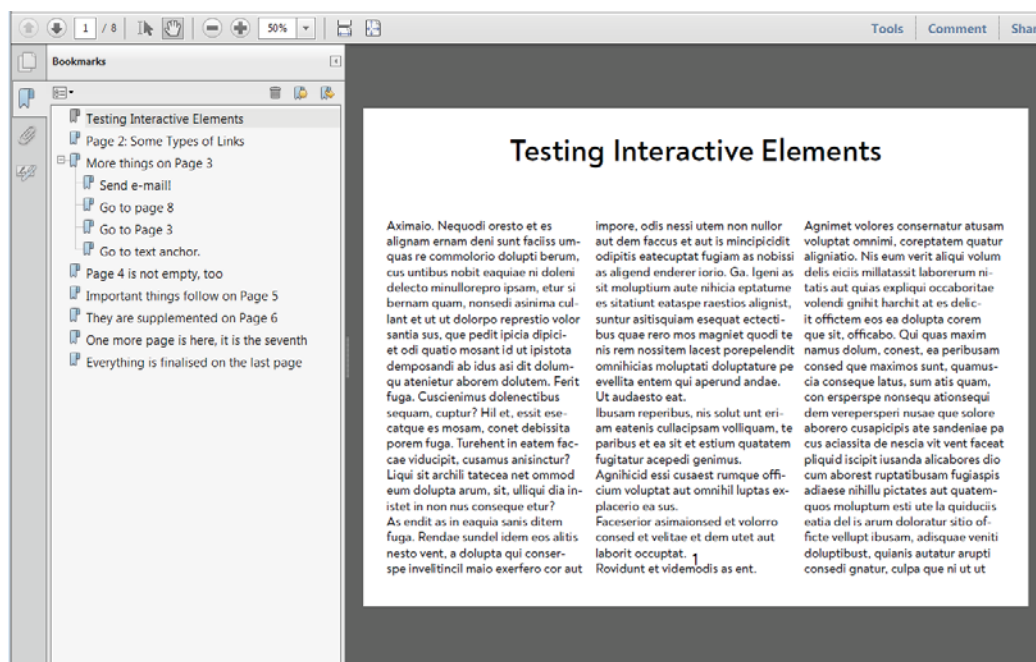 1 / 8
50%
Tools
Comment
Shar
Bookmarks
Testing Interactive Elements
Page 2: Some Types of Links
More things on Page 3
Send e-mail!
Go to page 8
Go to Page 3
Go to text anchor.
Page 4 is not empty, too
Important things follow on Page 5
They are supplemented on Page 6
One more page is here, it is the seventh
Everything is finalised on the last page
Testing Interactive Elements
Aximaio. Nequodi oresto et es
alignam ernam deni sunt faciiss um-
quas re commolorio dolupti berum,
cus untibus nobit eaquiae ni doleni
delecto minullorepro ipsam, etur si
bernam quam, nonsedi asinima cul-
lant et ut ut dolorpo represtio volor
santia sus, que pedit ipicia dipici-
et odi quatio mosant id ut ipistota
demposandi ab idus asi dit dolum-
qu atenietur aborem dolutem. Ferit
fuga. Cuscienimus dolenectibus
sequam, cuptur? Hil et, essit ese-
catque es mosam, conet debissita
porem fuga. Turehent in eatem fac-
cae viducipit, cusamus anisinctur?
Liqui sit archili tatecea net ommod
eum dolupta arum, sit, ulliqui dia in-
istet in non nus conseque etur?
As endit as in eaquia sanis ditem
fuga. Rendae sundel idem eos alitis
nesto vent, a dolupta qui conser-
spe invelitincil maio exerfero cor aut
impore, odis nessi utem non nullor
aut dem faccus et aut is mincipicidit
odipitis eatecuptat fugiam as nobissi
as aligend enderer iorio. Ga. Igeni as
sit moluptium aute nihicia eptatume
es sitatiunt eataspe raestios alignist,
suntur asitisquiam esequat ectecti-
bus quae rero mos magniet quodi te
nis rem nossitem lacest porepelendit
omnihicias moluptati doluptature pe
evellita entem qui aperund andae.
Ut audaesto eat.
Ibusam reperibus, nis solut unt eri-
am eatenis cullacipsam volliquam, te
paribus et ea sit et estium quatatem
fugitatur acepedi genimus.
Agnihicid essi cusaest rumque offi-
cium voluptat aut omnihil luptas ex-
placerio ea sus.
Faceserior asimaionsed et volorro
consed et velitae et dem utet aut
laborit occuptat.
Rovidunt et videmodis as ent.
1
Agnimet volores consernatur atusam
voluptat omnimi, coreptatem quatur
aligniatio. Nis eum verit aliqui volum
delis eiciis millatassit laborerum ni-
tatis aut quias expliqui occaboritae
volendi gnihit harchit at es delic-
it offictem eos ea dolupta corem
que sit, officabo. Qui quas maxim
namus dolum, conest, ea peribusam
consed que maximos sunt, quamus-
cia conseque latus, sum atis quam,
con ersperspe nonsequ ationsequi
dem verepersperi nusae que solore
aborero cusapicipis ate sandeniae pa
cus aciassita de nescia vit vent faceat
pliquid iscipit iusanda alicabores dio
cum aborest ruptatibusam fugiaspis
adiaese nihillu pictates aut quatem-
quos moluptum esti ute la quiduciis
eatia del is arum doloratur sitio of-
ficte vellupt ibusam, adisquae veniti
doluptibust, quianis autatur arupti
consedi gnatur, culpa que ni ut ut